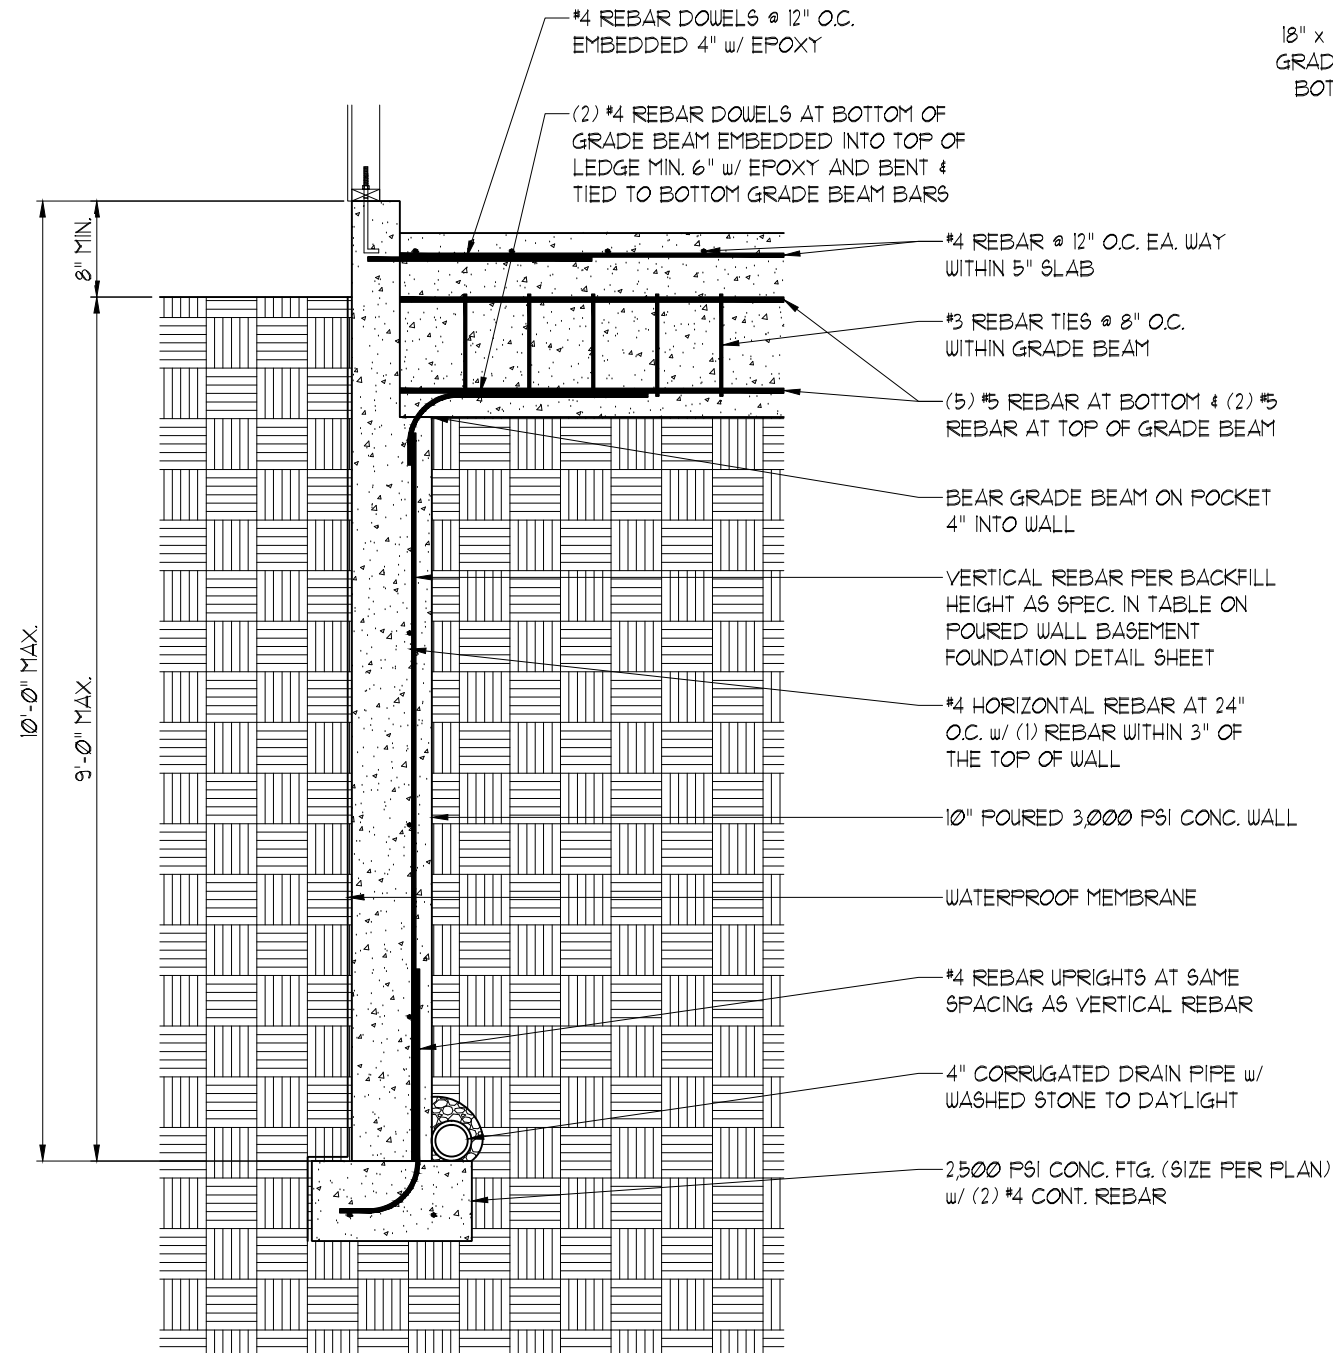 #4 REBAR DOWELS @ 12" O.C.
EMBEDDED 4" w/ EPOXY
18" x
GRAD
BOT
(2) #4 REBAR DOWELS AT BOTTOM OF
GRADE BEAM EMBEDDED INTO TOP OF
LEDGE MIN. 6" w/ EPOXY AND BENT &
TIED TO BOTTOM GRADE BEAM BARS
8" MIN.
#4 REBAR @ 12" O.C. EA. WAY
WITHIN 5" SLAB
#3 REBAR TIES @ 8" O.C.
WITHIN GRADE BEAM
(5) #5 REBAR AT BOTTOM & (2) #5
REBAR AT TOP OF GRADE BEAM
BEAR GRADE BEAM ON POCKET
4" INTO WALL
VERTICAL REBAR PER BACKFILL
HEIGHT AS SPEC. IN TABLE ON
POURED WALL BASEMENT
FOUNDATION DETAIL SHEET
10'-0" MAX.
9'-0" MAX.
#4 HORIZONTAL REBAR AT 24"
O.C. w/ (1) REBAR WITHIN 3" OF
THE TOP OF WALL
10" POURED 3,000 PSI CONC. WALL
WATERPROOF MEMBRANE
#4 REBAR UPRIGHTS AT SAME
SPACING AS VERTICAL REBAR
4" CORRUGATED DRAIN PIPE w/
WASHED STONE TO DAYLIGHT
2,500 PSI CONC. FTG. (SIZE PER PLAN)
w/ (2) #4 CONT. REBAR